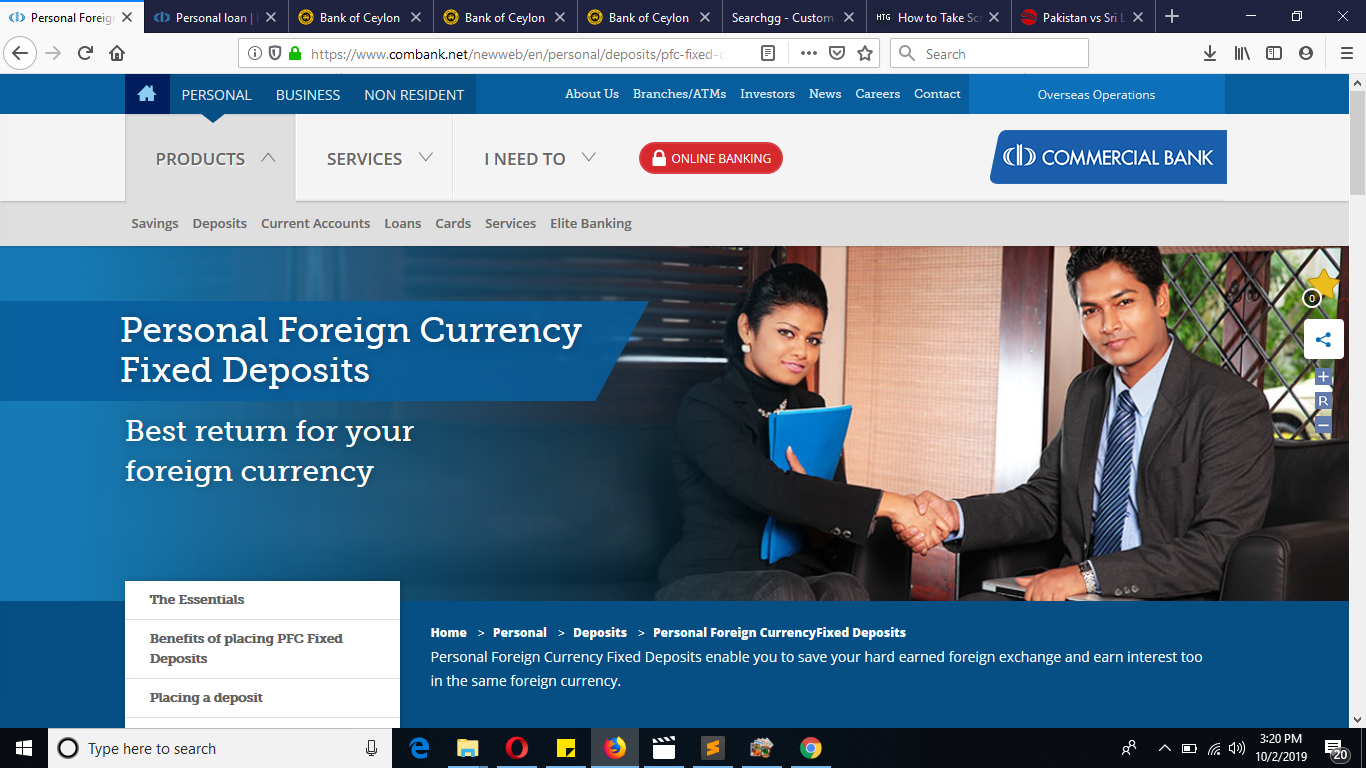 Personal Foreig
Personal loan |
Bank of Ceylon
Bank of Ceylon
Bank of Ceylon
Searchgg - Custom
HTG How to Take Sc
Pakistan vs Sri L
https://www.combank.net/newweb/en/personal/deposits/pfc-fixed-
Search
PERSONAL BUSINESS NON RESIDENT
About Us Branches/ATMs Investors News Careers Contact
Overseas Operations
PRODUCTS SERVICES I NEED TO
ONLINE BANKING
COMMERCIAL BANK
Savings Deposits Current Accounts Loans Cards Services Elite Banking
0
Personal Foreign Currency
Fixed Deposits
+
R
−
Best return for your
foreign currency
The Essentials
Benefits of placing PFC Fixed
Deposits
Placing a deposit
Home > Personal > Deposits > Personal Foreign CurrencyFixed Deposits
Personal Foreign Currency Fixed Deposits enable you to save your hard earned foreign exchange and earn interest too
in the same foreign currency.
Type here to search
3:20 PM
10/2/2019
20